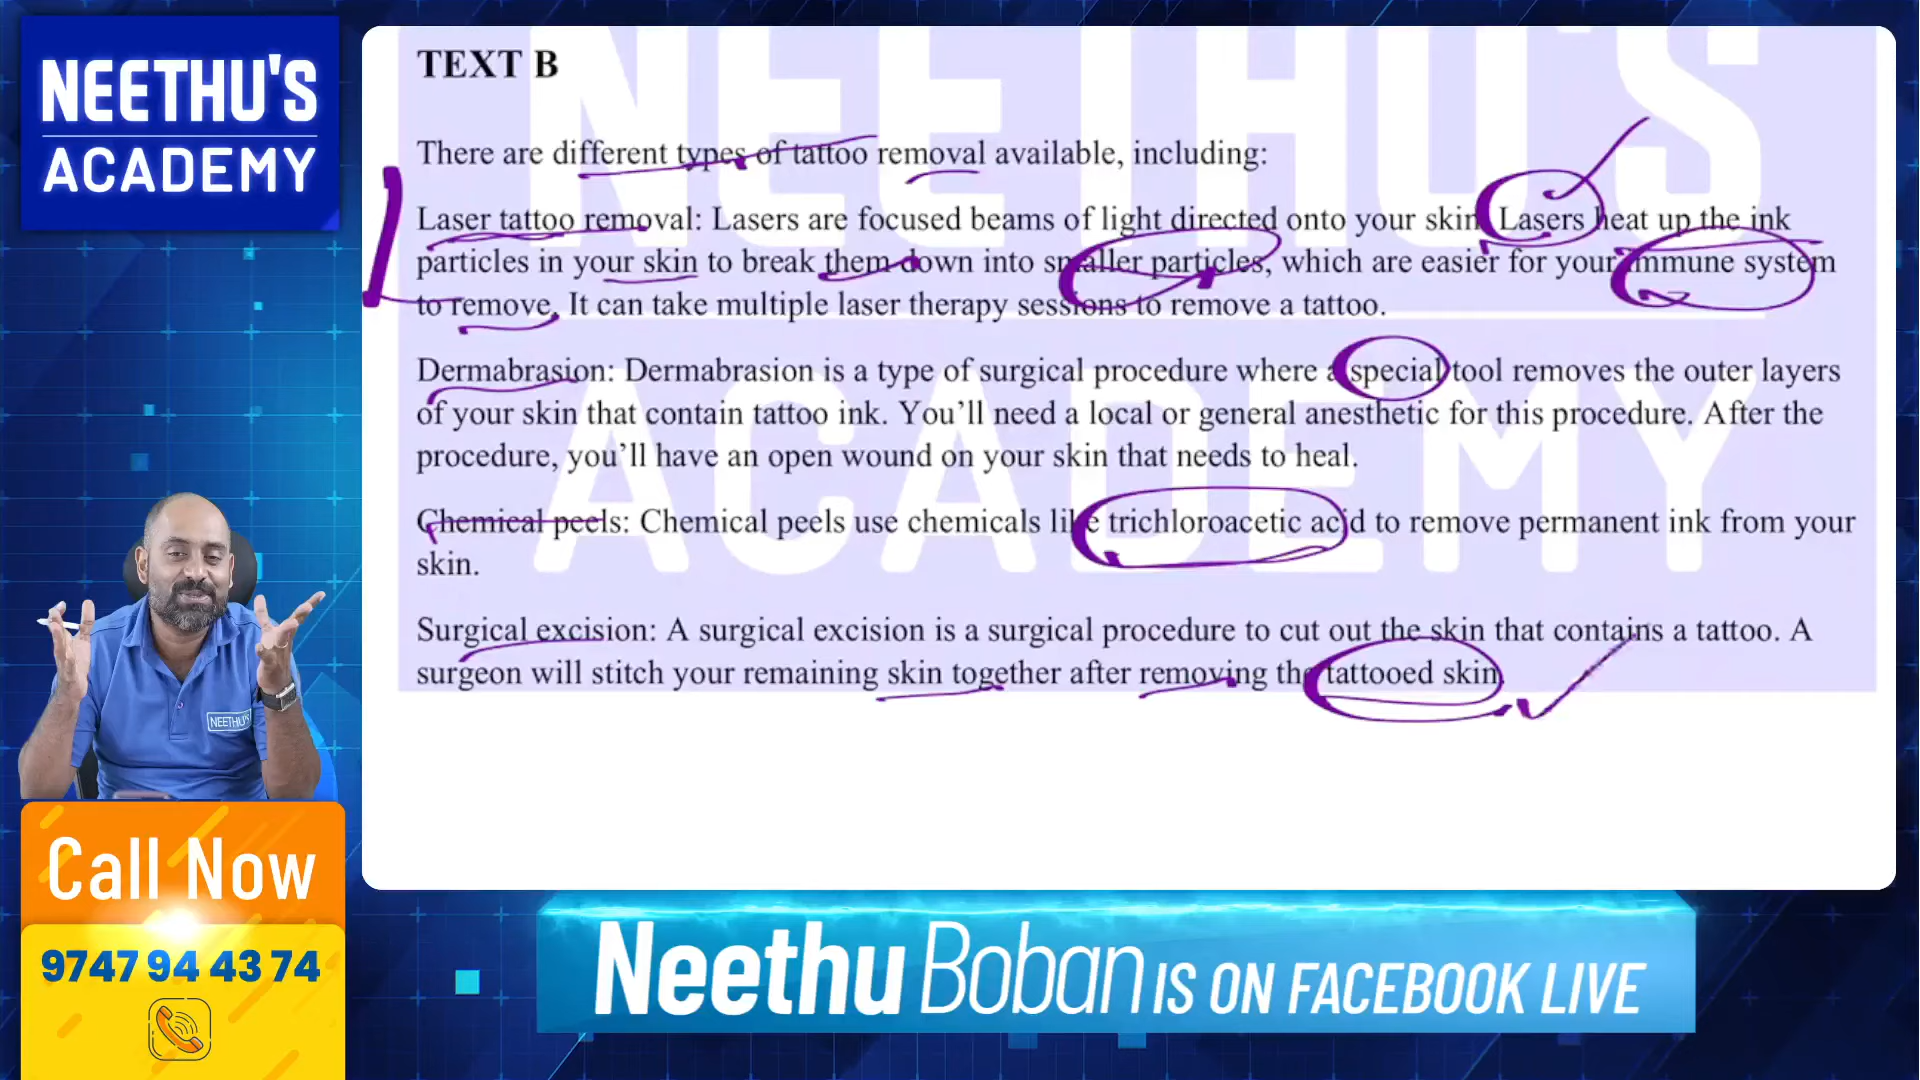 NEETHU'S
ACADEMY
TEXT B
There are different types of tattoo removal available, including:
Laser tattoo removal: Lasers are focused beams of light directed onto your skin. Lasers heat up the ink
particles in your skin to break them down into smaller particles, which are easier for your immune system
to remove. It can take multiple laser therapy sessions to remove a tattoo.
Dermabrasion: Dermabrasion is a type of surgical procedure where a special tool removes the outer layers
of your skin that contain tattoo ink. You'll need a local or general anesthetic for this procedure. After the
procedure, you'll have an open wound on your skin that needs to heal.
Chemical peels: Chemical peels use chemicals like trichloroacetic acid to remove permanent ink from your
skin.
Surgical excision: A surgical excision is a surgical procedure to cut out the skin that contains a tattoo. A
surgeon will stitch your remaining skin together after removing the tattooed skin.
NEETHU'S
ACADEMY
NEETHU'S
Call Now
9747 94 43 74
Neethu Boban IS ON FACEBOOK LIVE